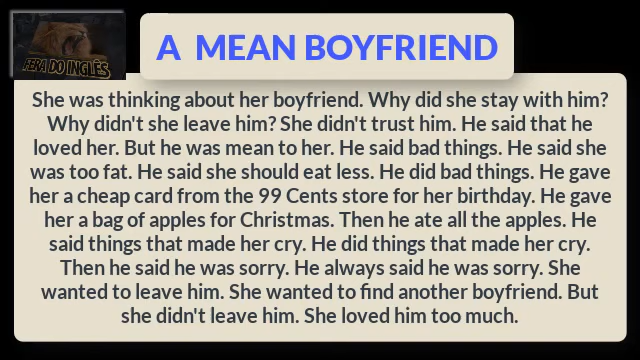 FERA DO INGLÊS
A MEAN BOYFRIEND
She was thinking about her boyfriend. Why did she stay with him?
Why didn't she leave him? She didn't trust him. He said that he
loved her. But he was mean to her. He said bad things. He said she
was too fat. He said she should eat less. He did bad things. He gave
her a cheap card from the 99 Cents store for her birthday. He gave
her a bag of apples for Christmas. Then he ate all the apples. He
said things that made her cry. He did things that made her cry.
Then he said he was sorry. He always said he was sorry. She
wanted to leave him. She wanted to find another boyfriend. But
she didn't leave him. She loved him too much.